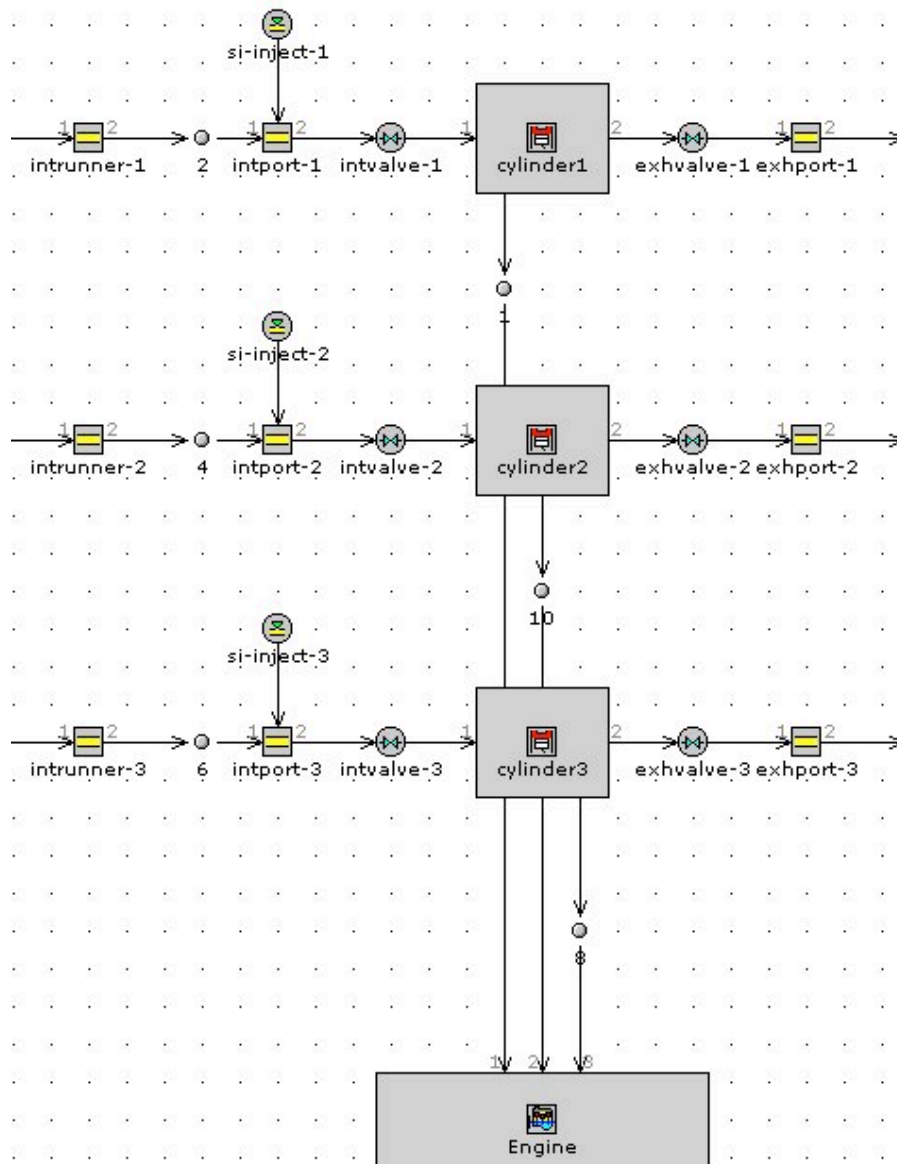 si-inject-1
1 2 1 2 1 2 1 2
intrunner-1 2 intport-1 intvalve-1 cylinder1 exhvalve-1 exhport-1
1
si-inject-2
1 2 1 2 1 2 1 2
intrunner-2 4 intport-2 intvalve-2 cylinder2 exhvalve-2 exhport-2
10
si-inject-3
1 2 1 2 1 2 1 2
intrunner-3 6 intport-3 intvalve-3 cylinder3 exhvalve-3 exhport-3
8
1 2 3
Engine